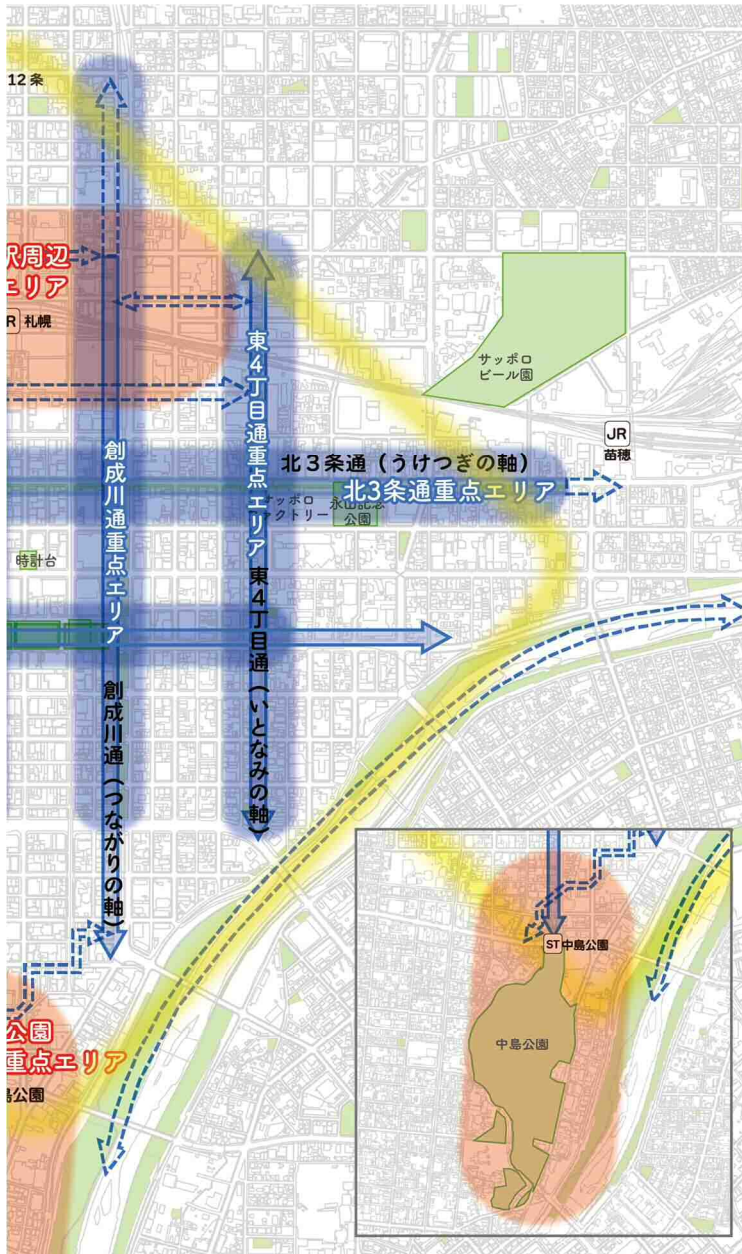 12条
駅周辺
エリア
R 札幌
サッポロ
ビール園
JR
苗穂
東4丁目通重点エリア
北3条通(うけつぎの軸)
北3条通重点エリア
サッポロ
ファクトリー
永山記念
公園
創成川通重点エリア
時計台
東4丁目通(いとなみの軸)
創成川通(つながりの軸)
公園
重点エリア
島公園
ST 中島公園
中島公園